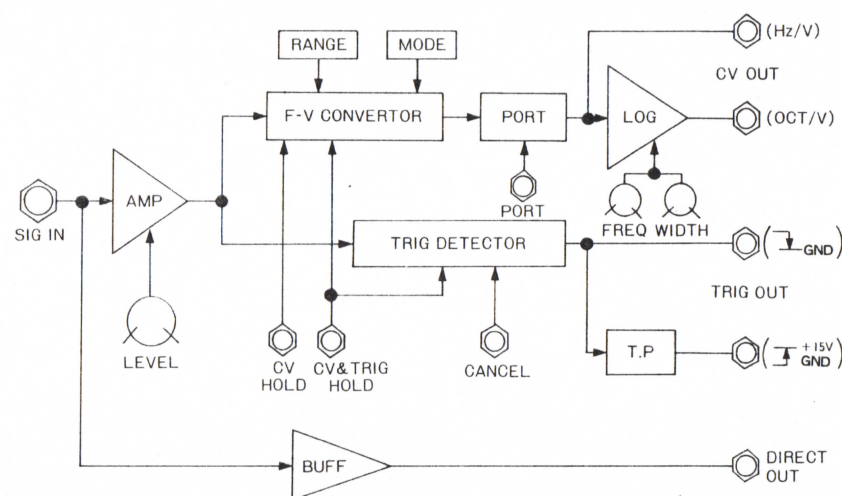 RANGE
MODE
(Hz/V)
CV OUT
F-V CONVERTOR
PORT
LOG
(OCT/V)
AMP
SIG IN
PORT
FREQ WIDTH
TRIG DETECTOR
GND
TRIG OUT
LEVEL
CV
HOLD
CV&TRIG
HOLD
CANCEL
T.P
+15V
GND
BUFF
DIRECT
OUT